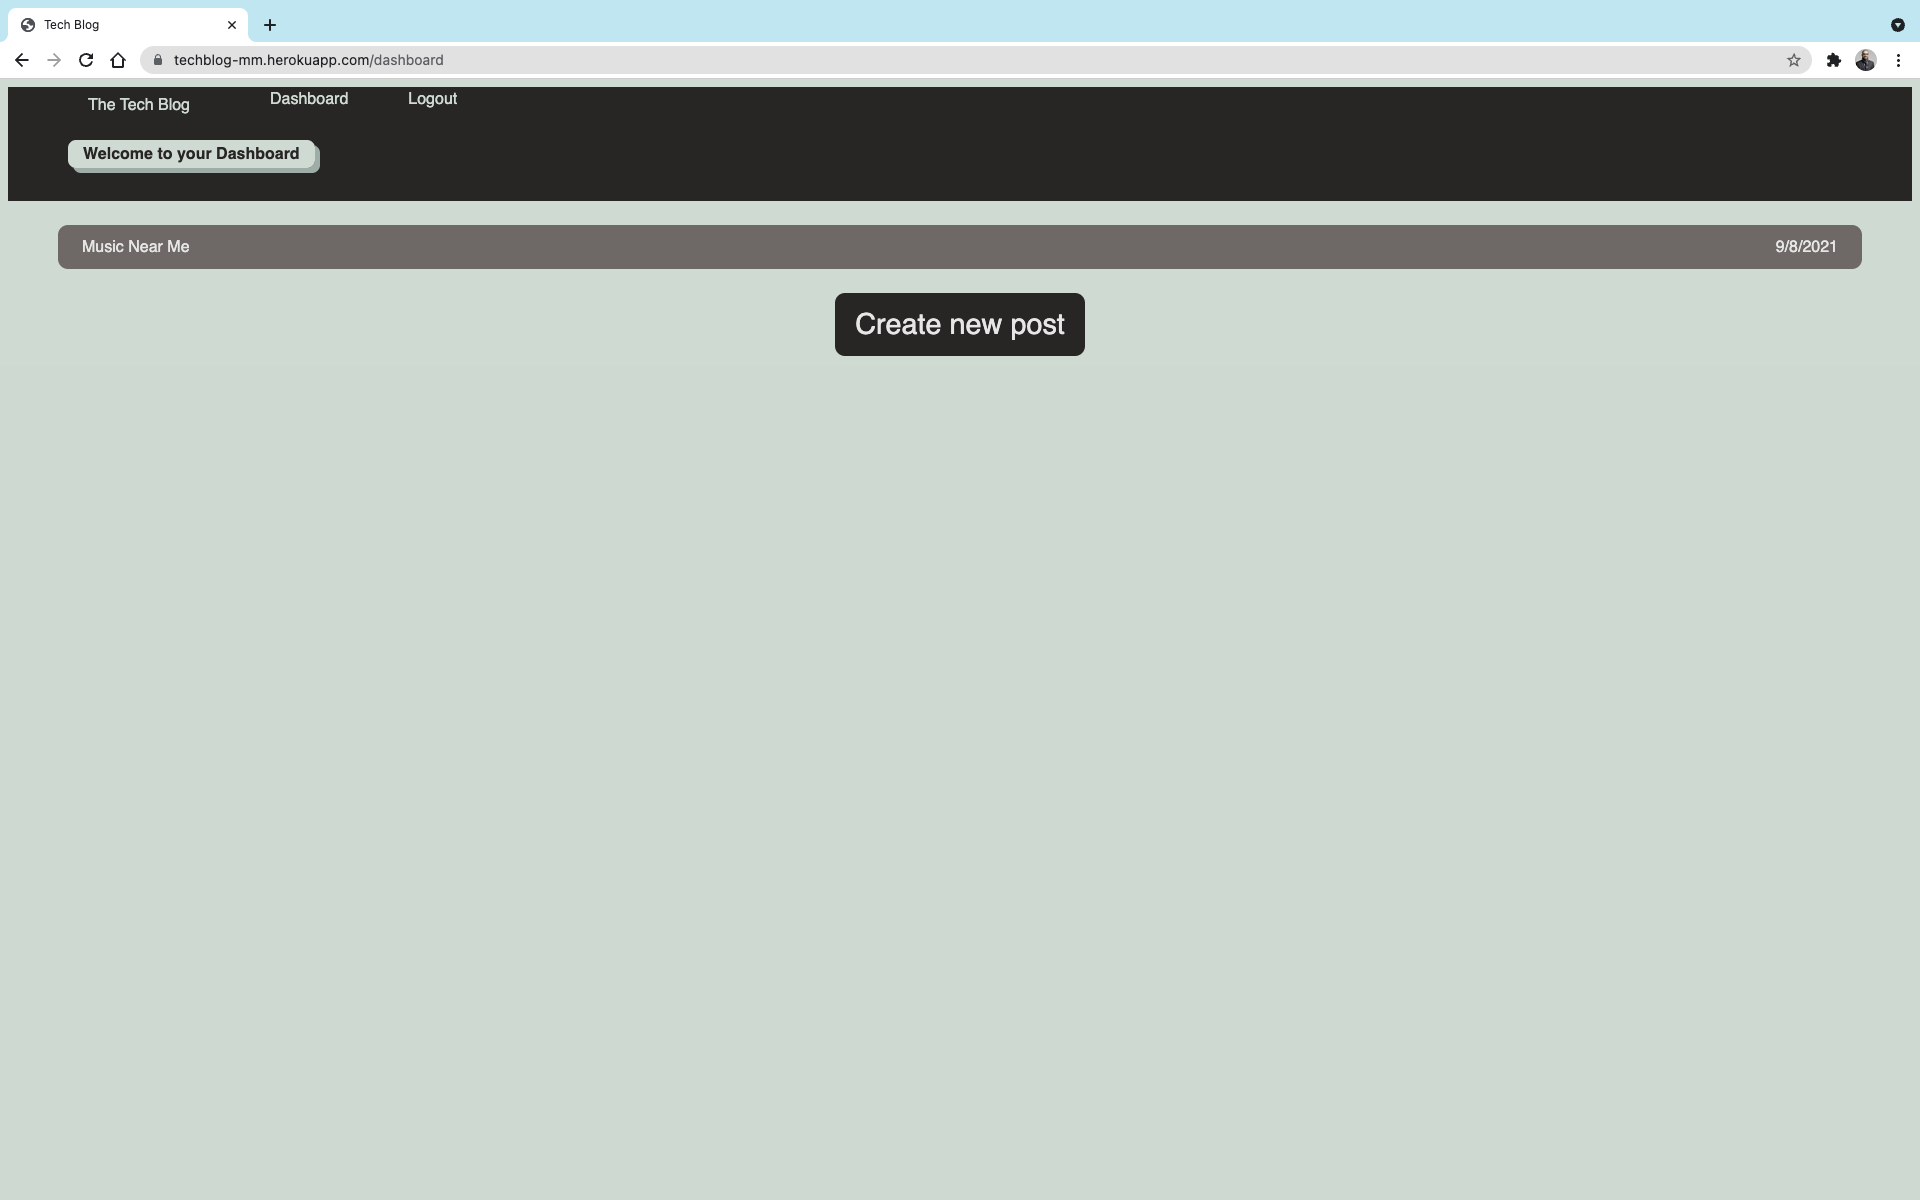 Tech Blog
techblog-mm.herokuapp.com/dashboard
The Tech Blog Dashboard Logout
Welcome to your Dashboard
Music Near Me 9/8/2021
Create new post